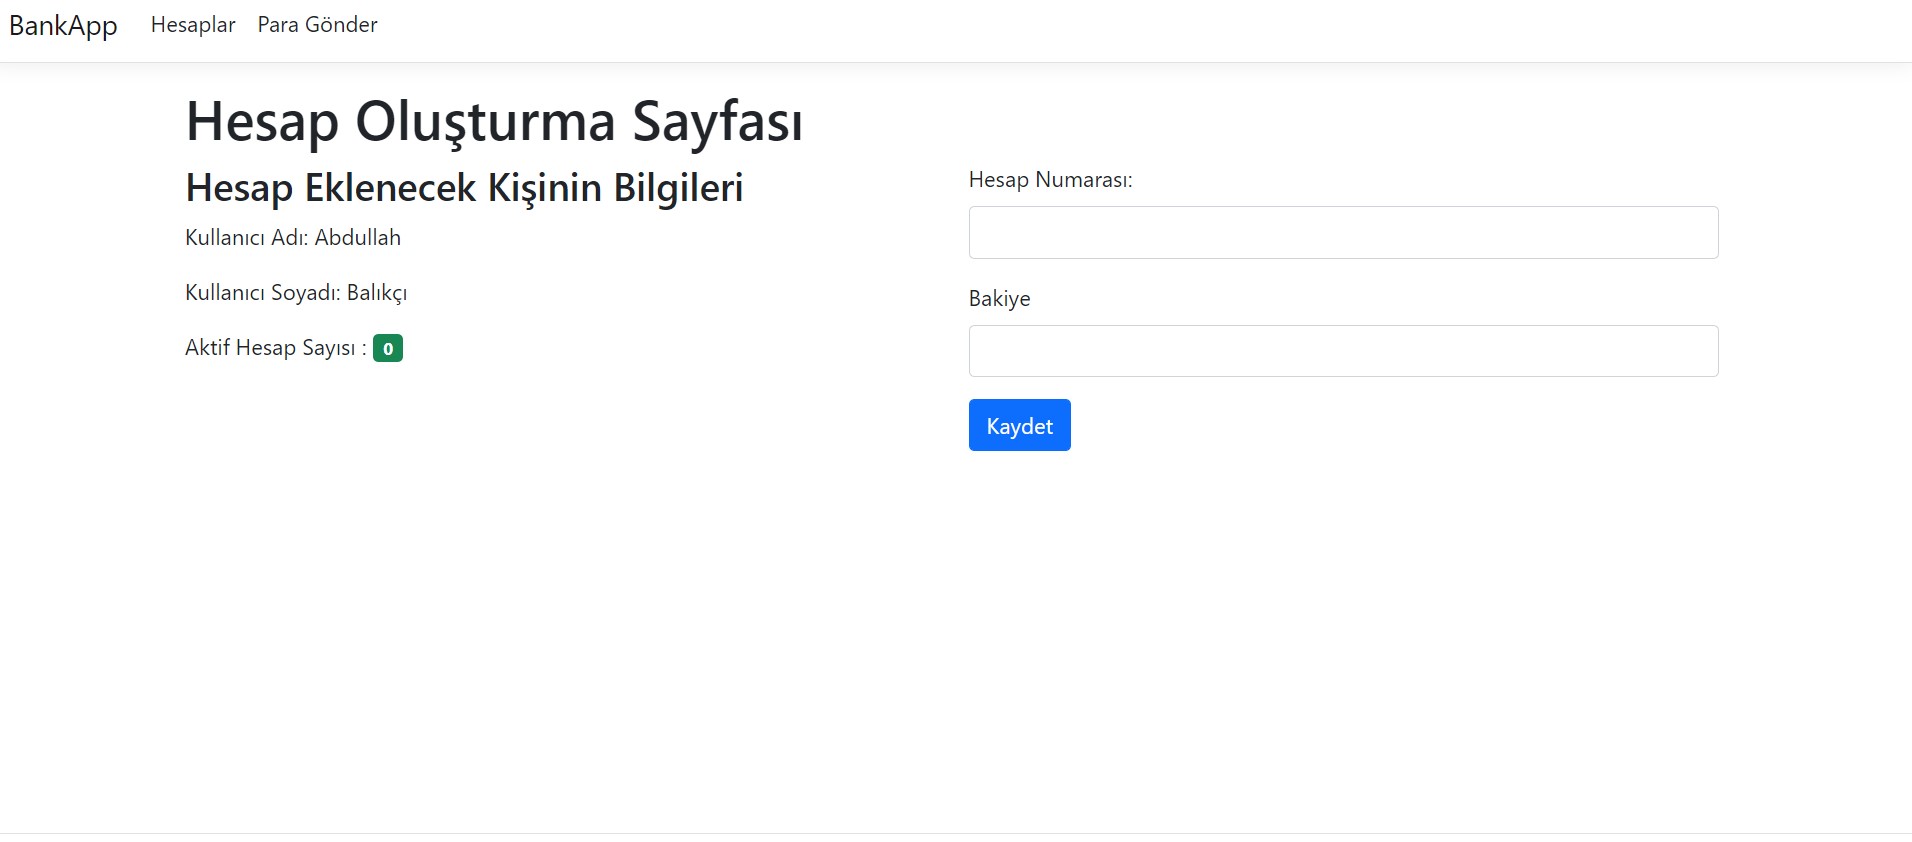 BankApp Hesaplar Para Gönder
Hesap Oluşturma Sayfası
Hesap Eklenecek Kişinin Bilgileri
Kullanıcı Adı: Abdullah
Kullanıcı Soyadı: Balıkçı
Aktif Hesap Sayısı : 0
Hesap Numarası:
Bakiye
Kaydet